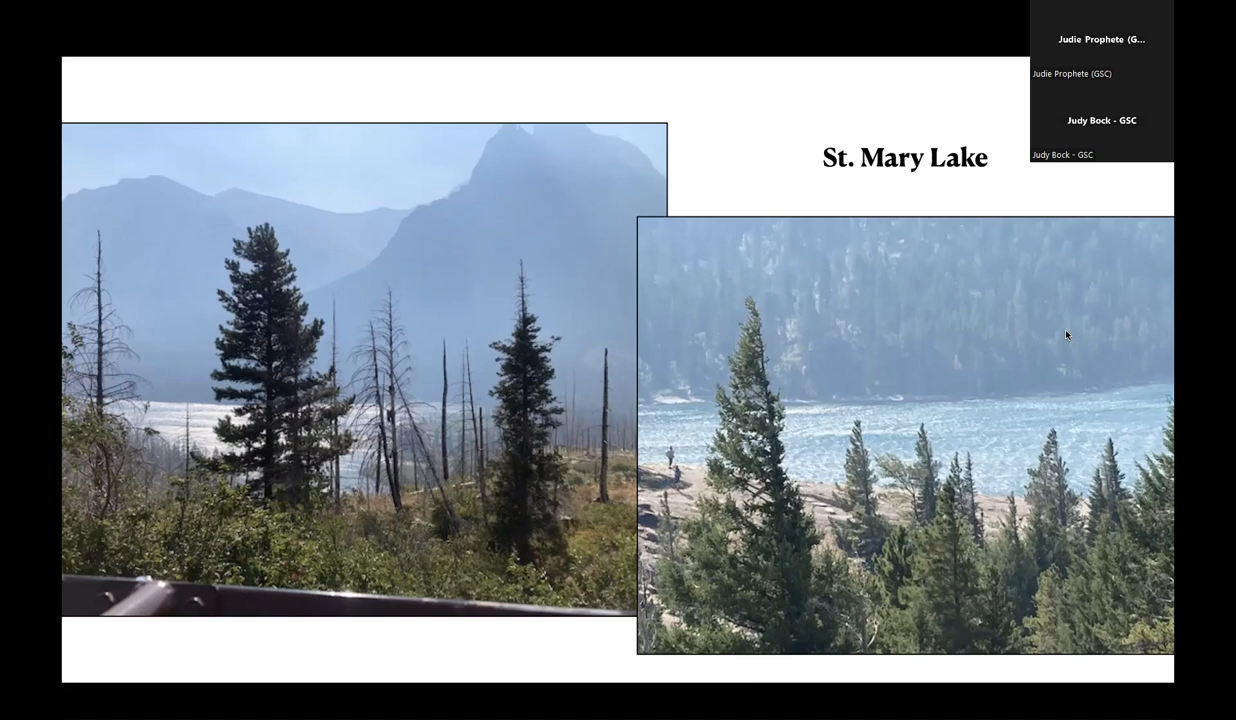 Judie Prophete (G...
Judie Prophete (GSC)
Judy Bock - GSC
Judy Bock - GSC
St. Mary Lake